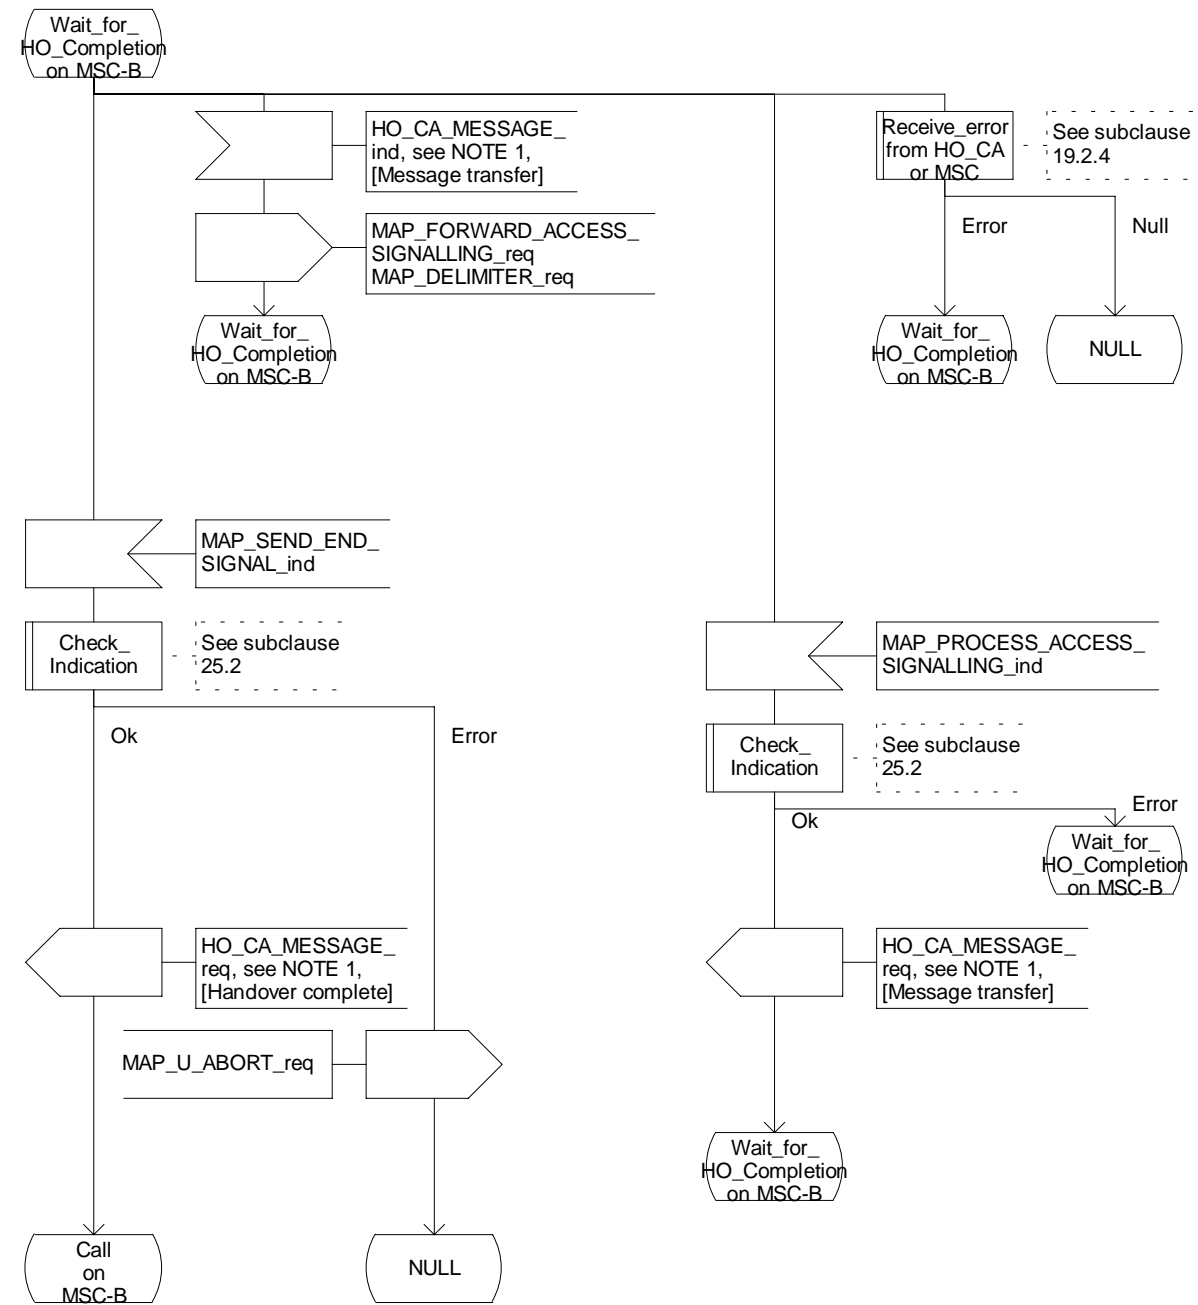 Wait_for_
HO_Completion
on MSC-B
HO_CA_MESSAGE_
ind, see NOTE 1,
[Message transfer]
Receive_error
from HO_CA
or MSC
See subclause
19.2.4
MAP_FORWARD_ACCESS_
SIGNALLING_req
MAP_DELIMITER_req
Error
Null
Wait_for_
HO_Completion
on MSC-B
Wait_for_
HO_Completion
on MSC-B
NULL
MAP_SEND_END_
SIGNAL_ind
Check_
Indication
See subclause
25.2
MAP_PROCESS_ACCESS_
SIGNALLING_ind
Ok
Error
Check_
Indication
See subclause
25.2
Ok
Error
Wait_for_
HO_Completion
on MSC-B
HO_CA_MESSAGE_
req, see NOTE 1,
[Handover complete]
HO_CA_MESSAGE_
req, see NOTE 1,
[Message transfer]
MAP_U_ABORT_req
Wait_for_
HO_Completion
on MSC-B
Call
on
MSC-B
NULL